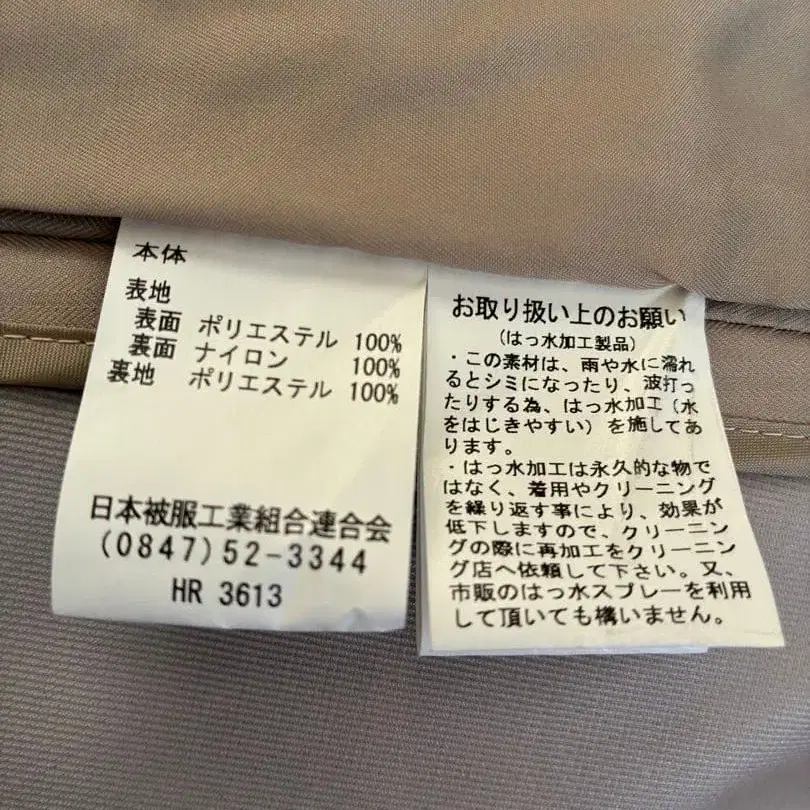 本体
表地
表面 ポリエステル 100%
裏面 ナイロン 100%
裏地 ポリエステル 100%
日本被服工業組合連合会
(0847)52-3344
HR 3613
お取り扱い上のお願い
(はっ水加工製品)
・この素材は、雨や水に濡れ
るとシミになったり、波打っ
たりする為、はっ水加工(水
をはじきやすい)を施してあ
ります。
・はっ水加工は永久的な物で
はなく、着用やクリーニング
を繰り返す事により、効果が
低下しますので、クリーニン
グの際に再加工をクリーニン
グ店へ依頼して下さい。又、
市販のはっ水スプレーを利用
して頂いても構いません。